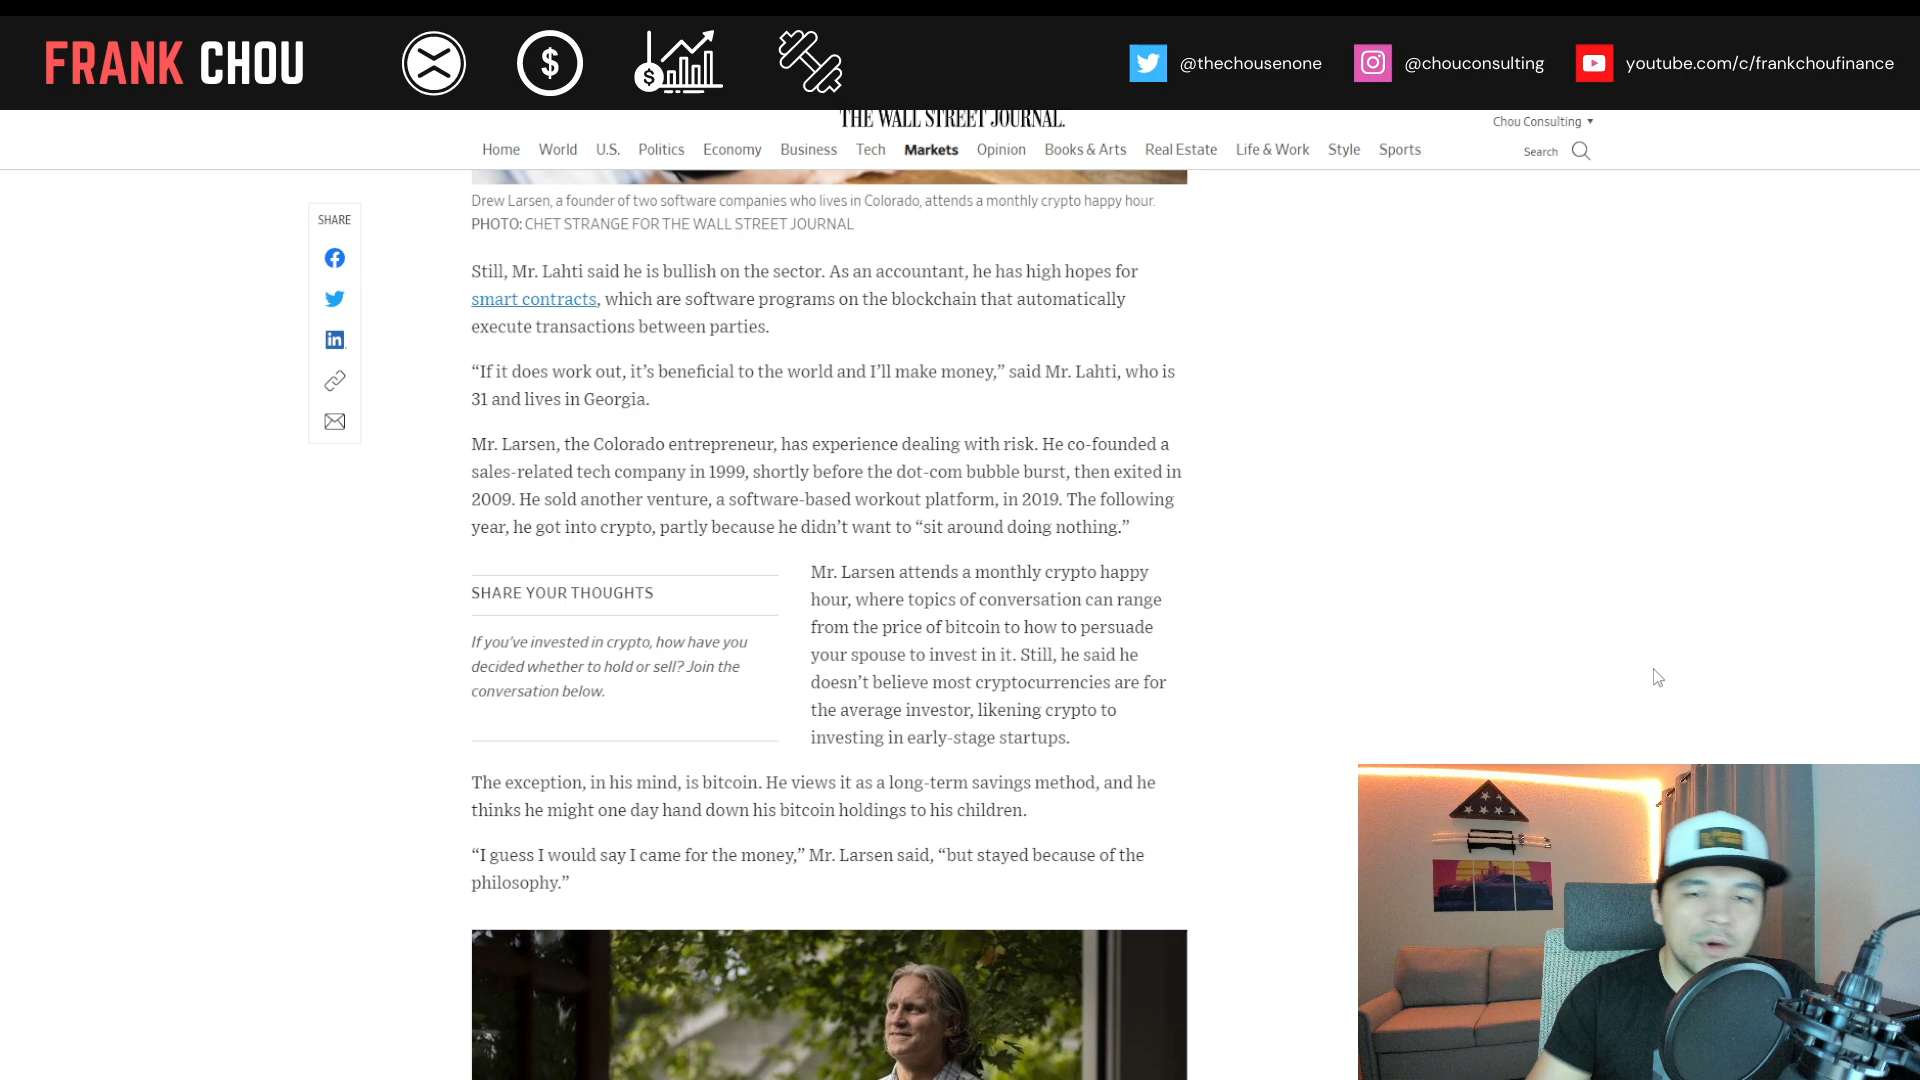 FRANK CHOU
$
$
@thechousenone
@chouconsulting
youtube.com/c/frankchoufinance
THE WALL STREET JOURNAL.
Chou Consulting
Home World U.S. Politics Economy Business Tech Markets Opinion Books & Arts Real Estate Life & Work Style Sports
Search
SHARE
in
Drew Larsen, a founder of two software companies who lives in Colorado, attends a monthly crypto happy hour.
PHOTO: CHET STRANGE FOR THE WALL STREET JOURNAL
Still, Mr. Lahti said he is bullish on the sector. As an accountant, he has high hopes for
smart contracts, which are software programs on the blockchain that automatically
execute transactions between parties.
“If it does work out, it’s beneficial to the world and I’ll make money,” said Mr. Lahti, who is
31 and lives in Georgia.
Mr. Larsen, the Colorado entrepreneur, has experience dealing with risk. He co-founded a
sales-related tech company in 1999, shortly before the dot-com bubble burst, then exited in
2009. He sold another venture, a software-based workout platform, in 2019. The following
year, he got into crypto, partly because he didn’t want to “sit around doing nothing.”
SHARE YOUR THOUGHTS
If you’ve invested in crypto, how have you
decided whether to hold or sell? Join the
conversation below.
Mr. Larsen attends a monthly crypto happy
hour, where topics of conversation can range
from the price of bitcoin to how to persuade
your spouse to invest in it. Still, he said he
doesn’t believe most cryptocurrencies are for
the average investor, likening crypto to
investing in early-stage startups.
The exception, in his mind, is bitcoin. He views it as a long-term savings method, and he
thinks he might one day hand down his bitcoin holdings to his children.
“I guess I would say I came for the money,” Mr. Larsen said, “but stayed because of the
philosophy.”